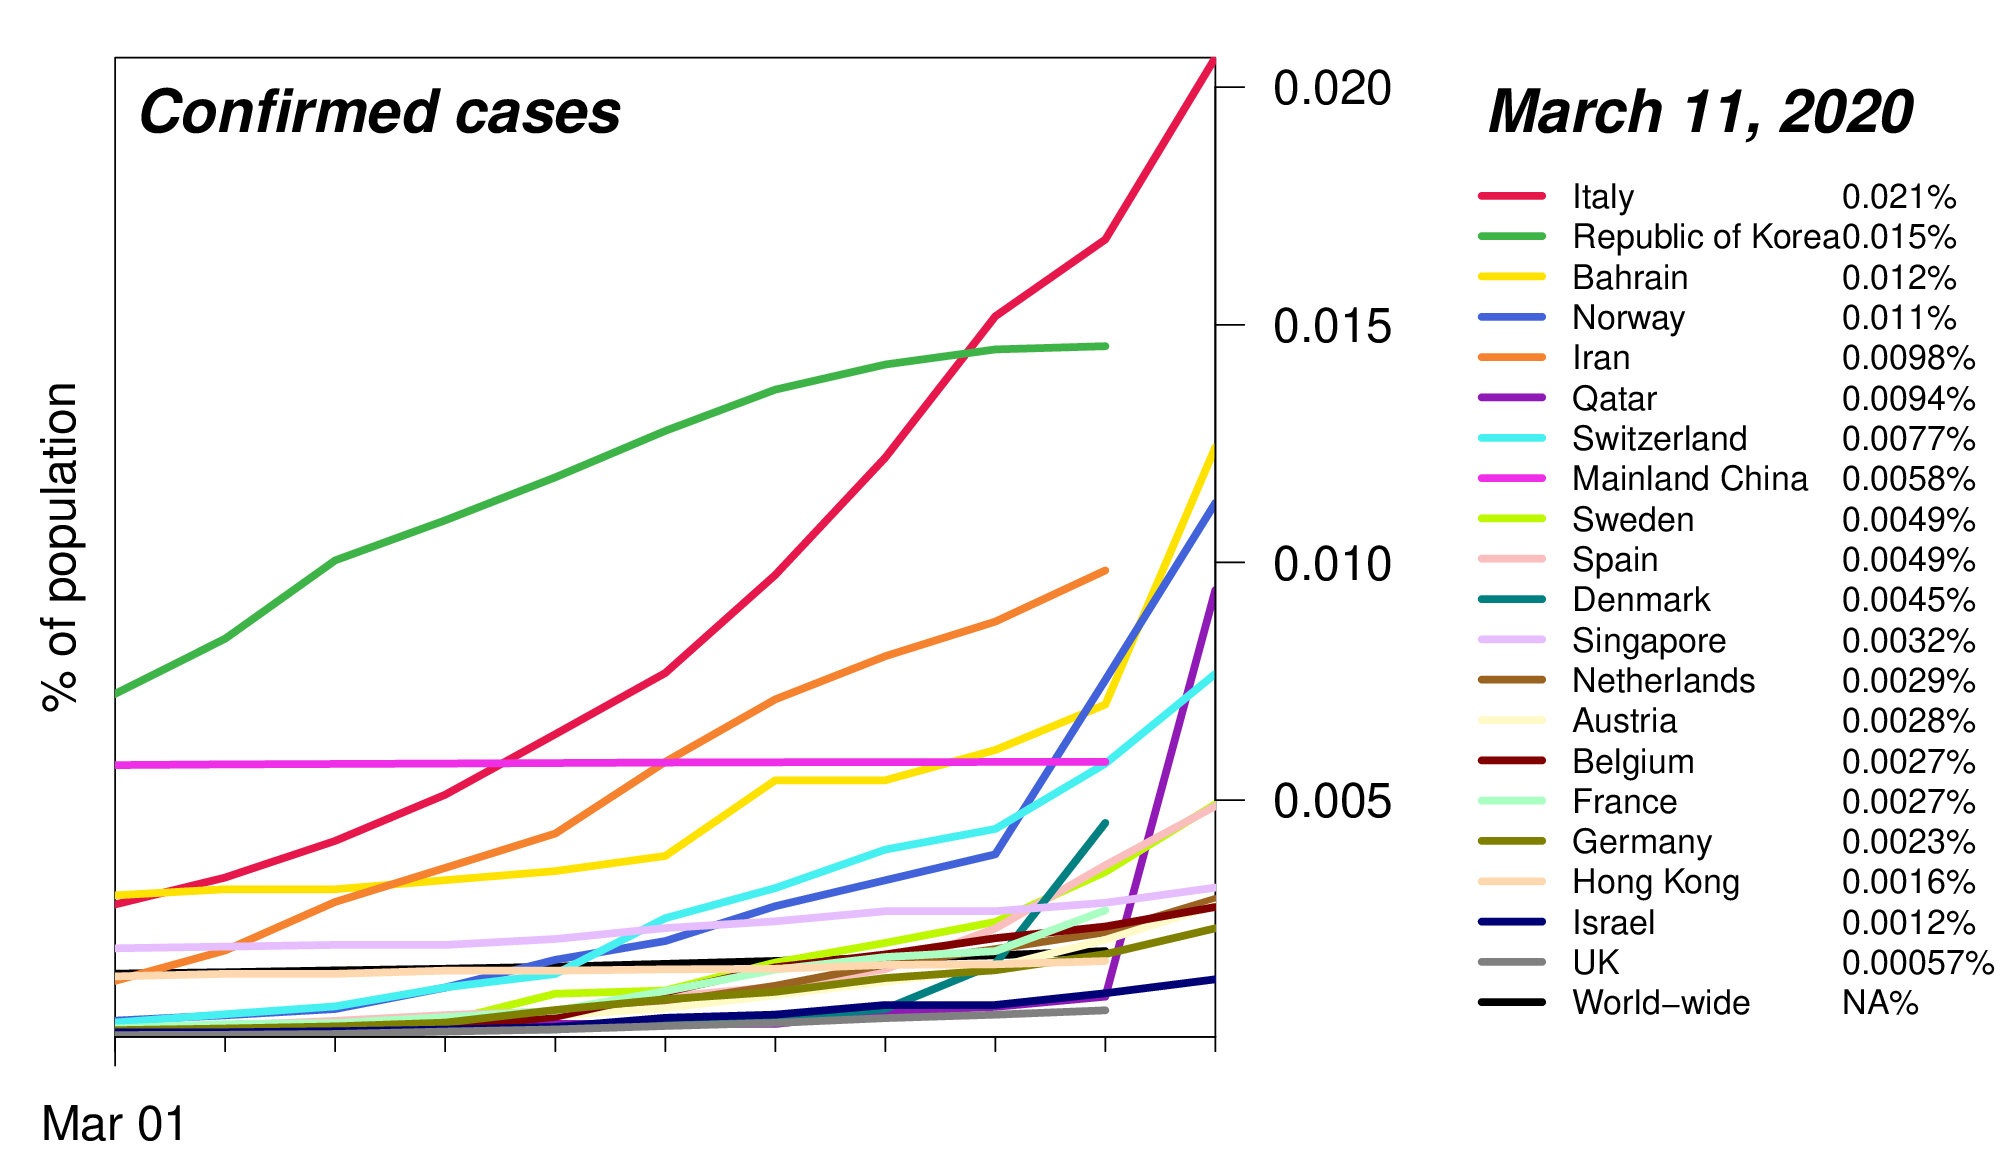 Confirmed cases
March 11, 2020
% of population
0.020
0.015
0.010
0.005
Mar 01
Italy 0.021%
Republic of Korea 0.015%
Bahrain 0.012%
Norway 0.011%
Iran 0.0098%
Qatar 0.0094%
Switzerland 0.0077%
Mainland China 0.0058%
Sweden 0.0049%
Spain 0.0049%
Denmark 0.0045%
Singapore 0.0032%
Netherlands 0.0029%
Austria 0.0028%
Belgium 0.0027%
France 0.0027%
Germany 0.0023%
Hong Kong 0.0016%
Israel 0.0012%
UK 0.00057%
World−wide NA%